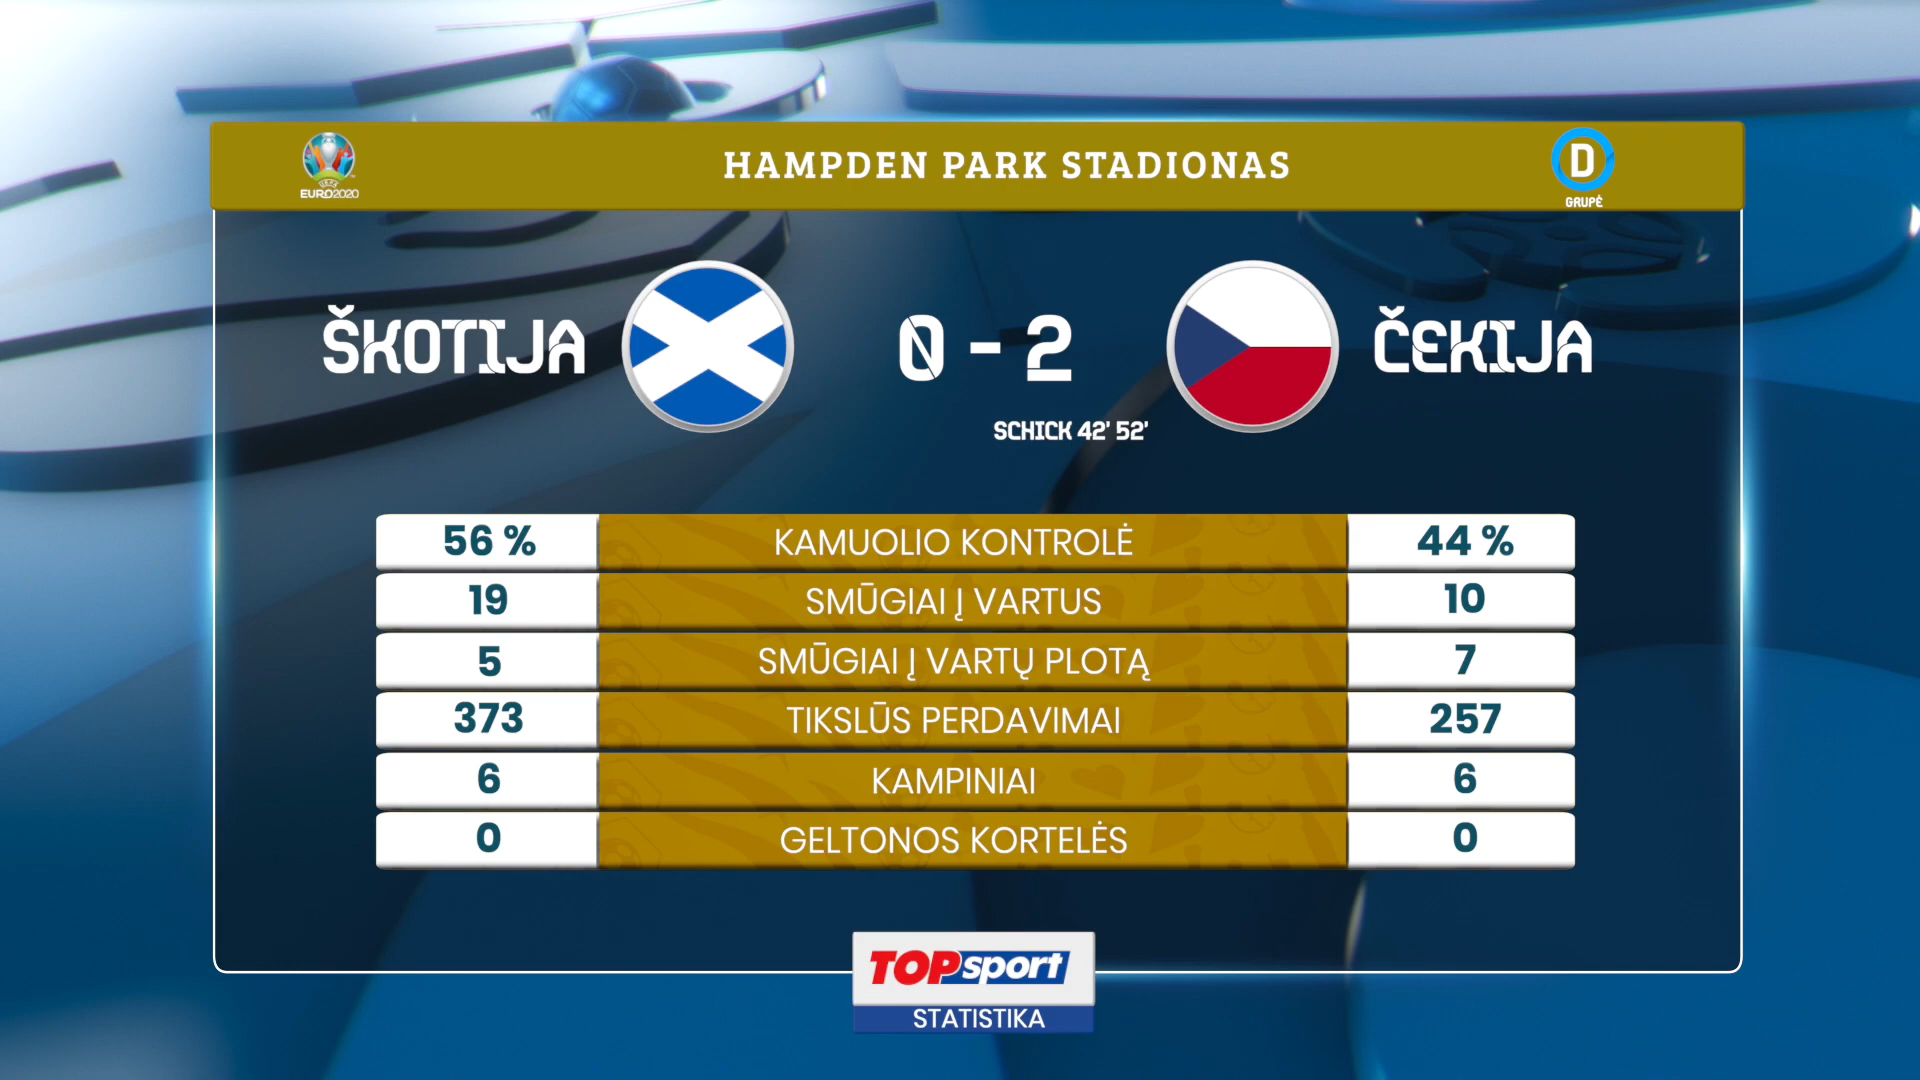 UEFA
EURO2020
HAMPDEN PARK STADIONAS
D
GRUPĖ
ŠKOTIJA
0 - 2
ČEKIJA
SCHICK 42' 52'
56 % KAMUOLIO KONTROLĖ 44 %
19 SMŪGIAI Į VARTUS 10
5 SMŪGIAI Į VARTŲ PLOTĄ 7
373 TIKSLŪS PERDAVIMAI 257
6 KAMPINIAI 6
0 GELTONOS KORTELĖS 0
TOPsport
STATISTIKA